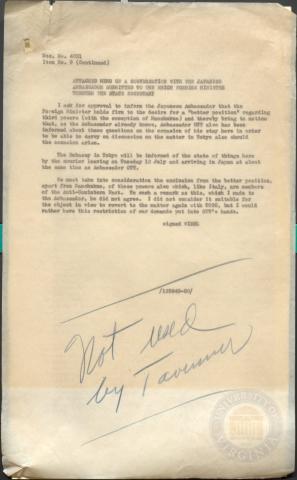 Doc. No. 4051
Item No. 9 (Continued)
ATTACHED MEMO OF A CONVERSATION WITH THE JAPANESE
AMBASSADOR SUBMITTED TO THE REICH FOREIGN MINISTER
THROUGH THE STATE SECRETARY
I ask for approval to inform the Japanese Ambassador that the
Foreign Minister holds firm to the desire for a "better position" regarding
third powers (with the exception of Manchukuo) and thereby bring to motion
that, as the Ambassador already knows, Ambassador OTT also has been
informed about these questions on the occasion of his stay here in order
to be able to carry on discussion on the matter in Tokyo also should
the occasion arise.
The Embassy in Tokyo will be informed of the state of things here
by the courier leaving on Tuesday 12 July and arriving in Japan at about
the same time as Ambassador OTT.
We must take into consideration the exclusion from the better position,
apart from Manchukuo, of those powers also which, like Italy, are members
of the Anti-Comintern Pact. To such a remark as this, which I made to
the Ambassador, he did not agree. I did not consider it suitable for
the object in view to revert to the matter again with TOGO, but I would
rather have this restriction of our demands put into OTT's hands.
signed WIEHL
Not used
by Tavenner
UNIVERSITY OF
VIRGINIA